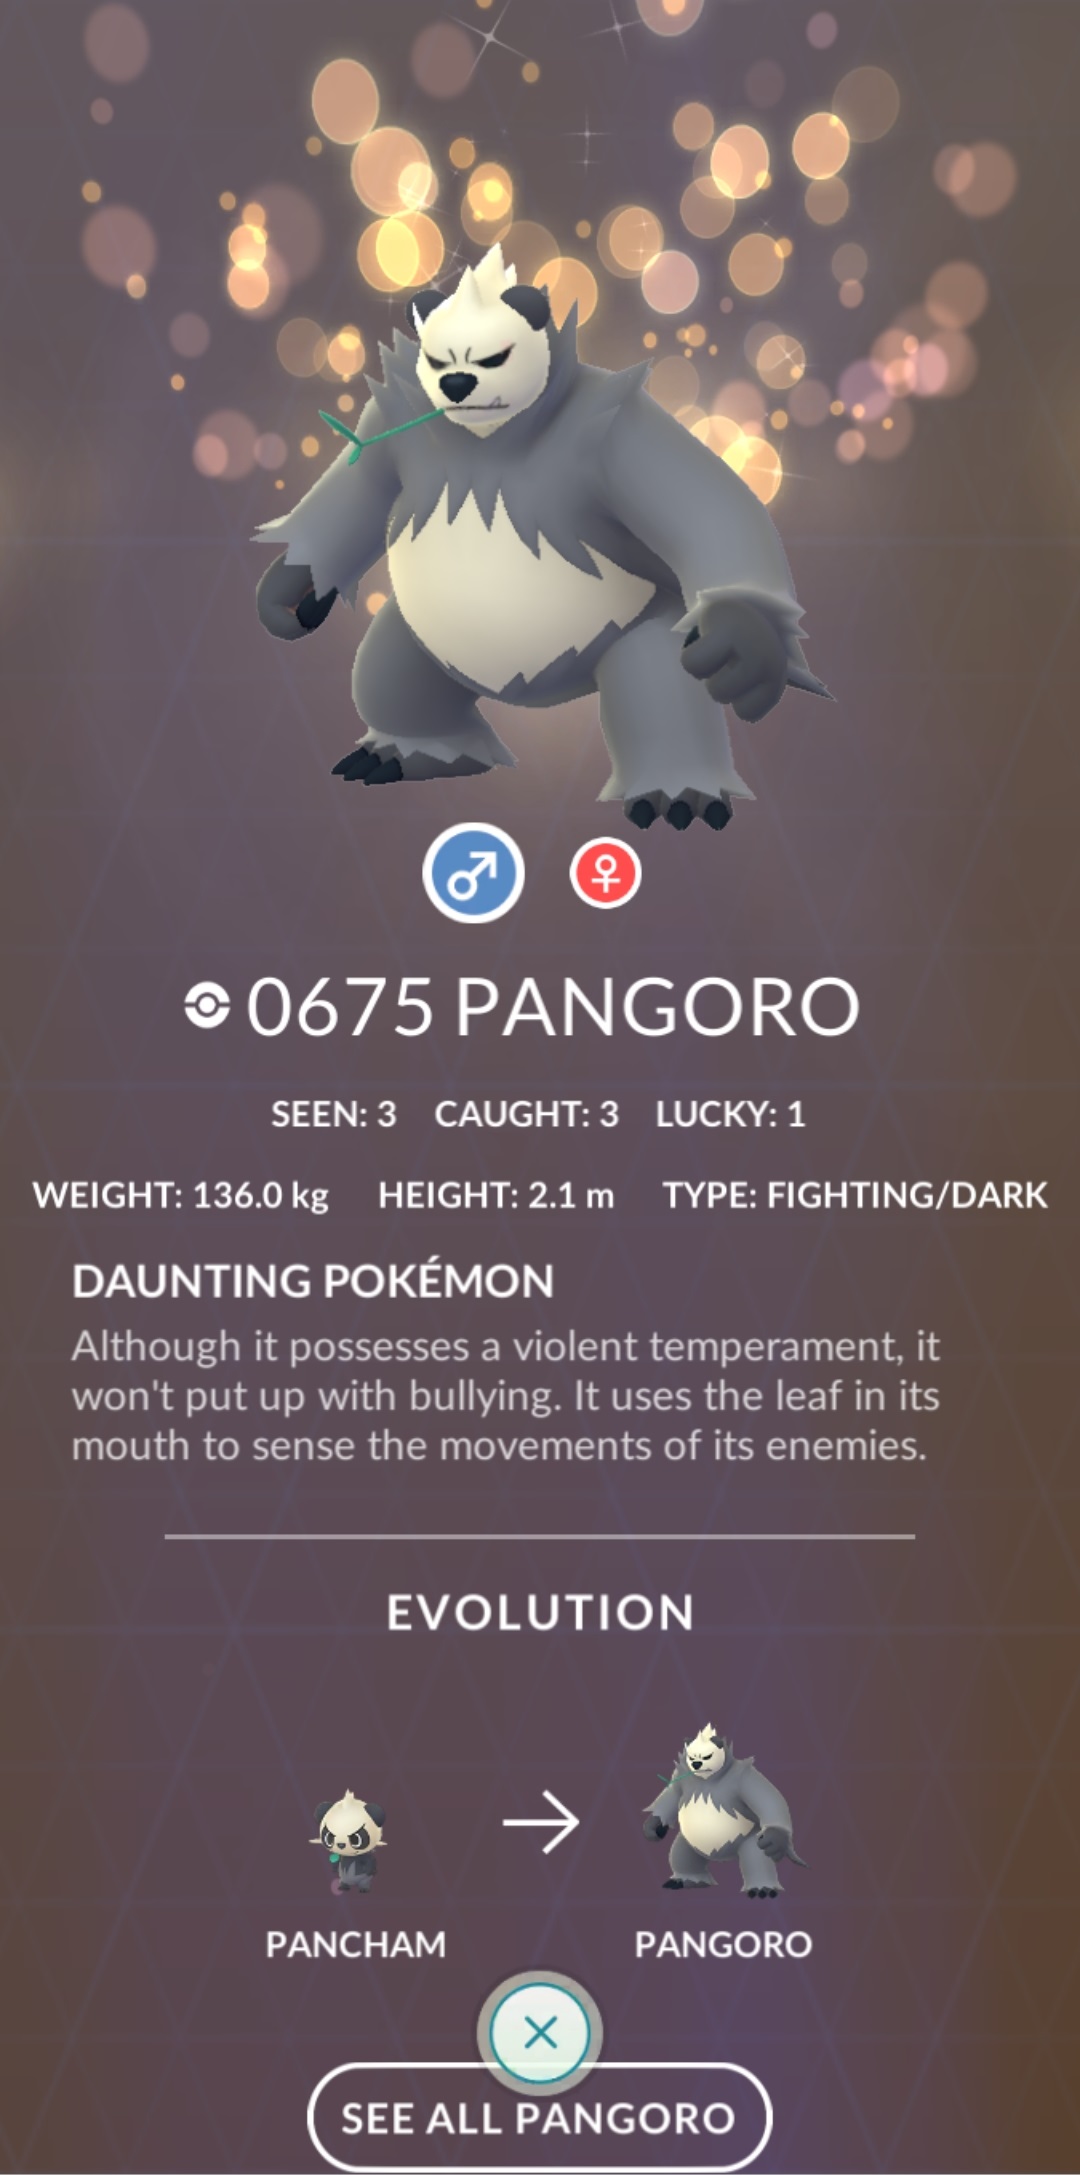 0675 PANGORO
SEEN: 3 CAUGHT: 3 LUCKY: 1
WEIGHT: 136.0 kg HEIGHT: 2.1 m TYPE: FIGHTING/DARK
DAUNTING POKÉMON
Although it possesses a violent temperament, it
won't put up with bullying. It uses the leaf in its
mouth to sense the movements of its enemies.
EVOLUTION
PANCHAM PANGORO
SEE ALL PANGORO